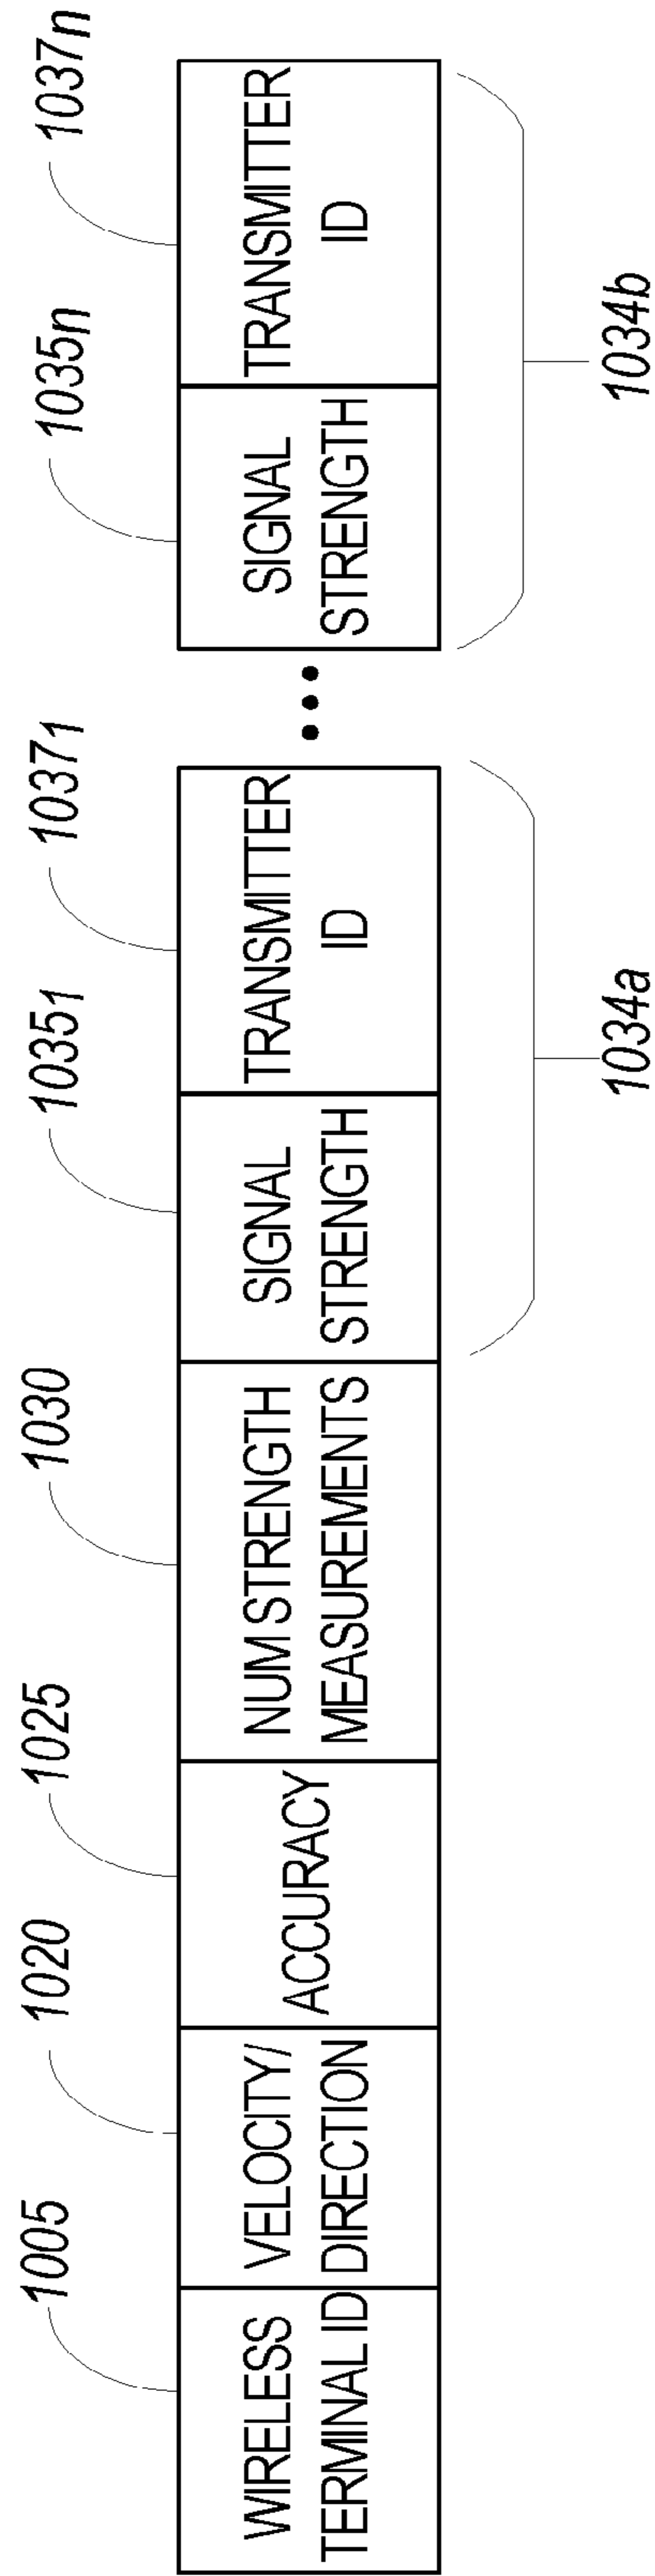 1005
1020
1025
1030
1035₁
1037₁
1035n
1037n
WIRELESS
TERMINAL ID
VELOCITY/
DIRECTION
ACCURACY
NUM STRENGTH
MEASUREMENTS
SIGNAL
STRENGTH
TRANSMITTER
ID
•••
SIGNAL
STRENGTH
TRANSMITTER
ID
1034a
1034b